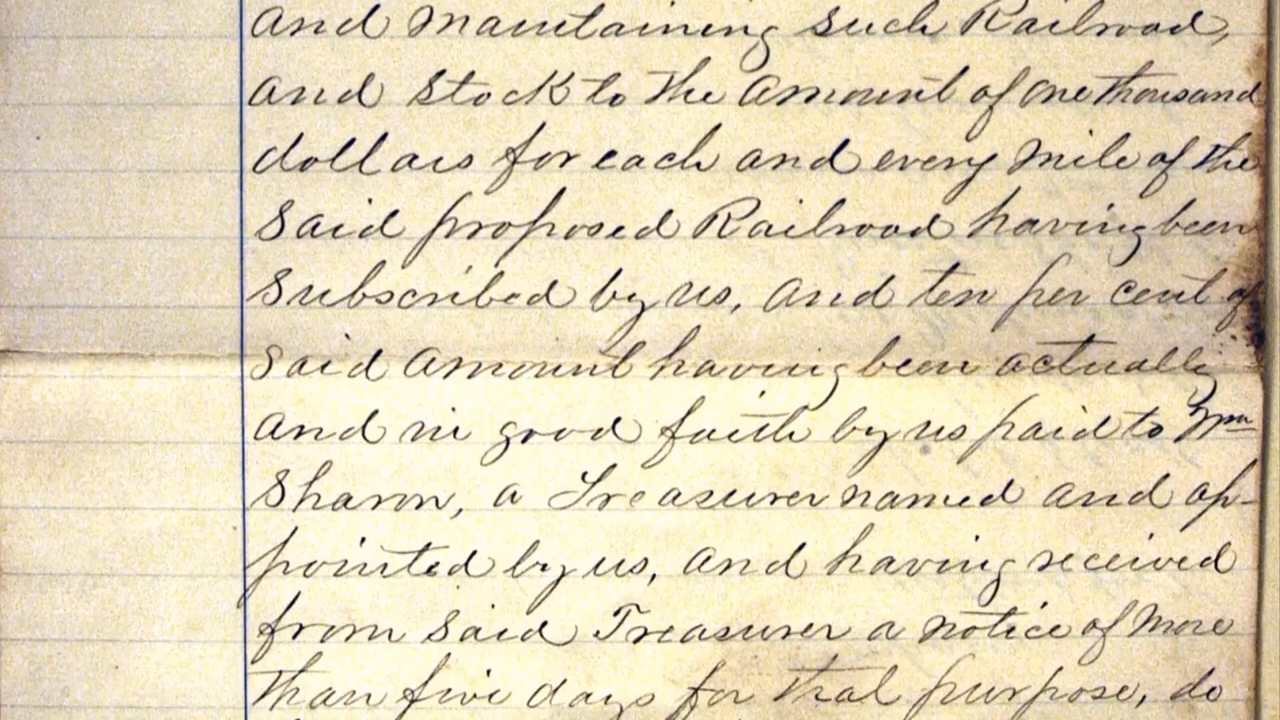 and maintaining such Railroad,
and Stock to the amount of one thousand
dollars for each and every mile of the
said proposed Railroad having been
subscribed by us, and ten per cent of
said amount having been actually
and in good faith by us paid to Wm
Sharon, a Treasurer named and ap-
pointed by us, and having received
from said Treasurer a notice of more
than five days for that purpose, do